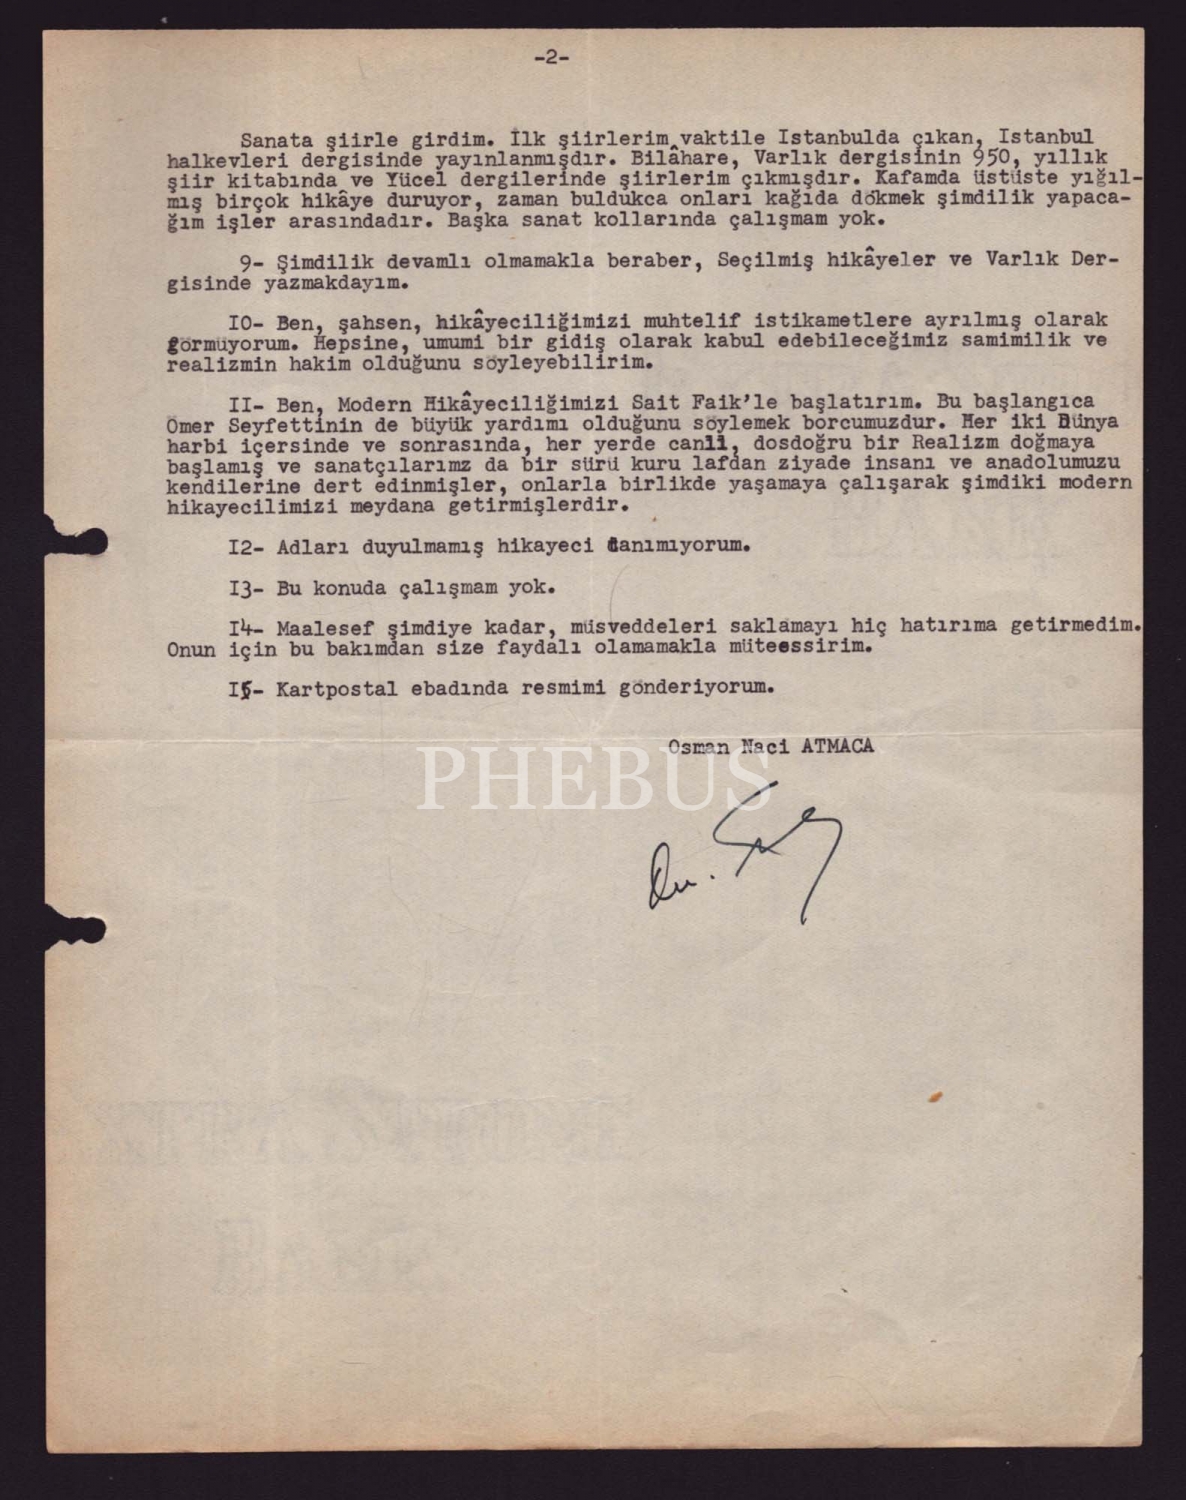 -2-
Sanata şiirle girdim. İlk şiirlerim vaktile Istanbulda çıkan, Istanbul
halkevleri dergisinde yayınlanmışdır. Bilâhare, Varlık dergisinin 950, yıllık
şiir kitabında ve Yücel dergilerinde şiirlerim çıkmışdır. Kafamda üstüste yığıl-
mış birçok hikâye duruyor, zaman buldukca onları kağıda dökmek şimdilik yapaca-
ğım işler arasındadır. Başka sanat kollarında çalışmam yok.
9- Şimdilik devamlı olmamakla beraber, Seçilmiş hikâyeler ve Varlık Der-
gisinde yazmakdayım.
I0- Ben, şahsen, hikâyeciliğimizi muhtelif istikametlere ayrılmış olarak
görmüyorum. Hepsine, umumi bir gidiş olarak kabul edebileceğimiz samimilik ve
realizmin hakim olduğunu söyleyebilirim.
II- Ben, Modern Hikâyeciliğimizi Sait Faik'le başlatırım. Bu başlangıca
Ömer Seyfettinin de büyük yardımı olduğunu söylemek borcumuzdur. Her iki Dünya
harbi içersinde ve sonrasında, her yerde canlı, dosdoğru bir Realizm doğmaya
başlamış ve sanatçılarımz da bir sürü kuru lafdan ziyade insanı ve anadolumuzu
kendilerine dert edinmişler, onlarla birlikde yaşamaya çalışarak şimdiki modern
hikayecilimizi meydana getirmişlerdir.
I2- Adları duyulmamış hikayeci tanımıyorum.
I3- Bu konuda çalışmam yok.
I4- Maalesef şimdiye kadar, müsveddeleri saklamayı hiç hatırıma getirmedim.
Onun için bu bakımdan size faydalı olamamakla müteessirim.
I5- Kartpostal ebadında resmimi gönderiyorum.
Osman Naci ATMACA
PHEBUS